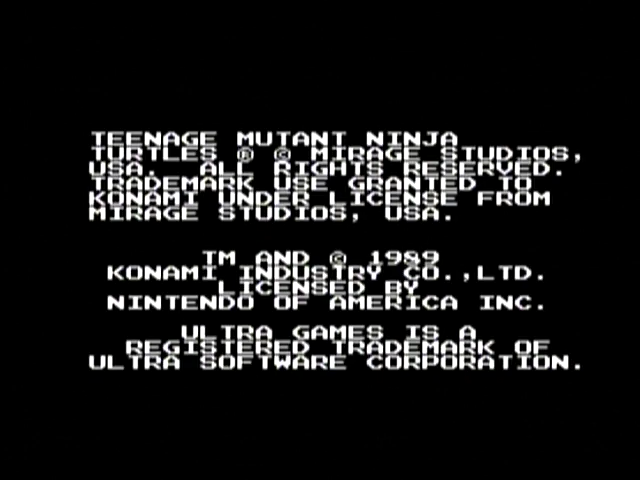 TEENAGE MUTANT NINJA
TURTLES ® © MIRAGE STUDIOS,
USA. ALL RIGHTS RESERVED.
TRADEMARK USE GRANTED TO
KONAMI UNDER LICENSE FROM
MIRAGE STUDIOS, USA.
TM AND © 1989
KONAMI INDUSTRY CO.,LTD.
LICENSED BY
NINTENDO OF AMERICA INC.
ULTRA GAMES IS A
REGISTERED TRADEMARK OF
ULTRA SOFTWARE CORPORATION.